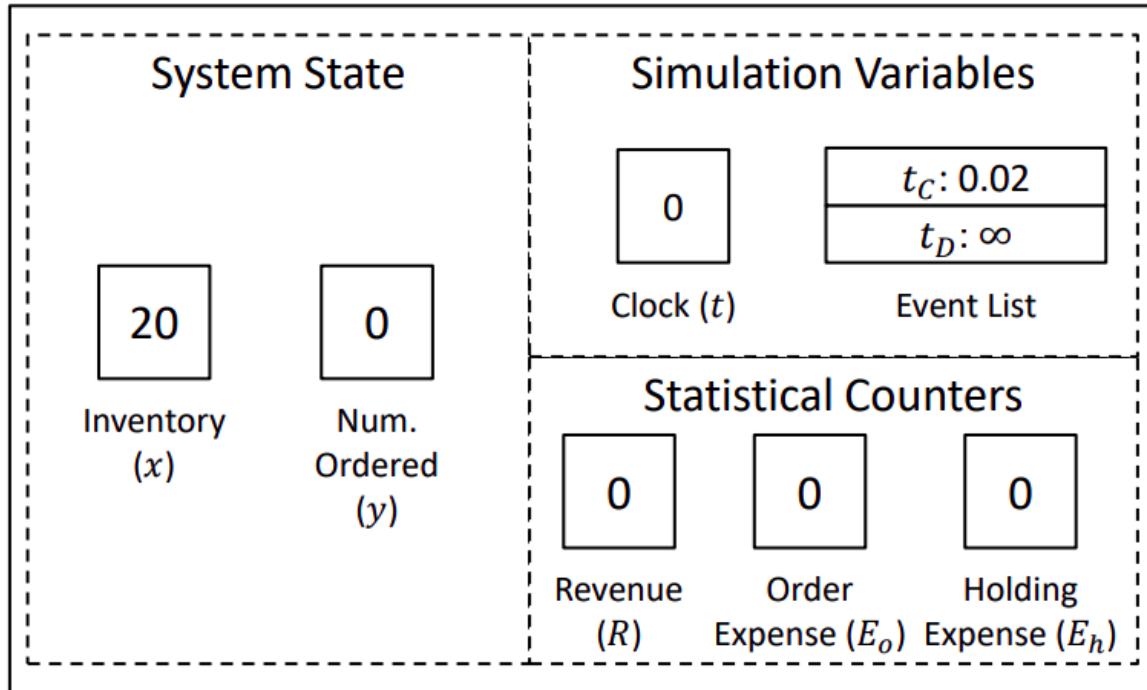 System State
20
0
Inventory
(x)
Num.
Ordered
(y)
Simulation Variables
0
t_C: 0.02
t_D: ∞
Clock (t)
Event List
Statistical Counters
0
0
0
Revenue
(R)
Order
Expense (E_o)
Holding
Expense (E_h)